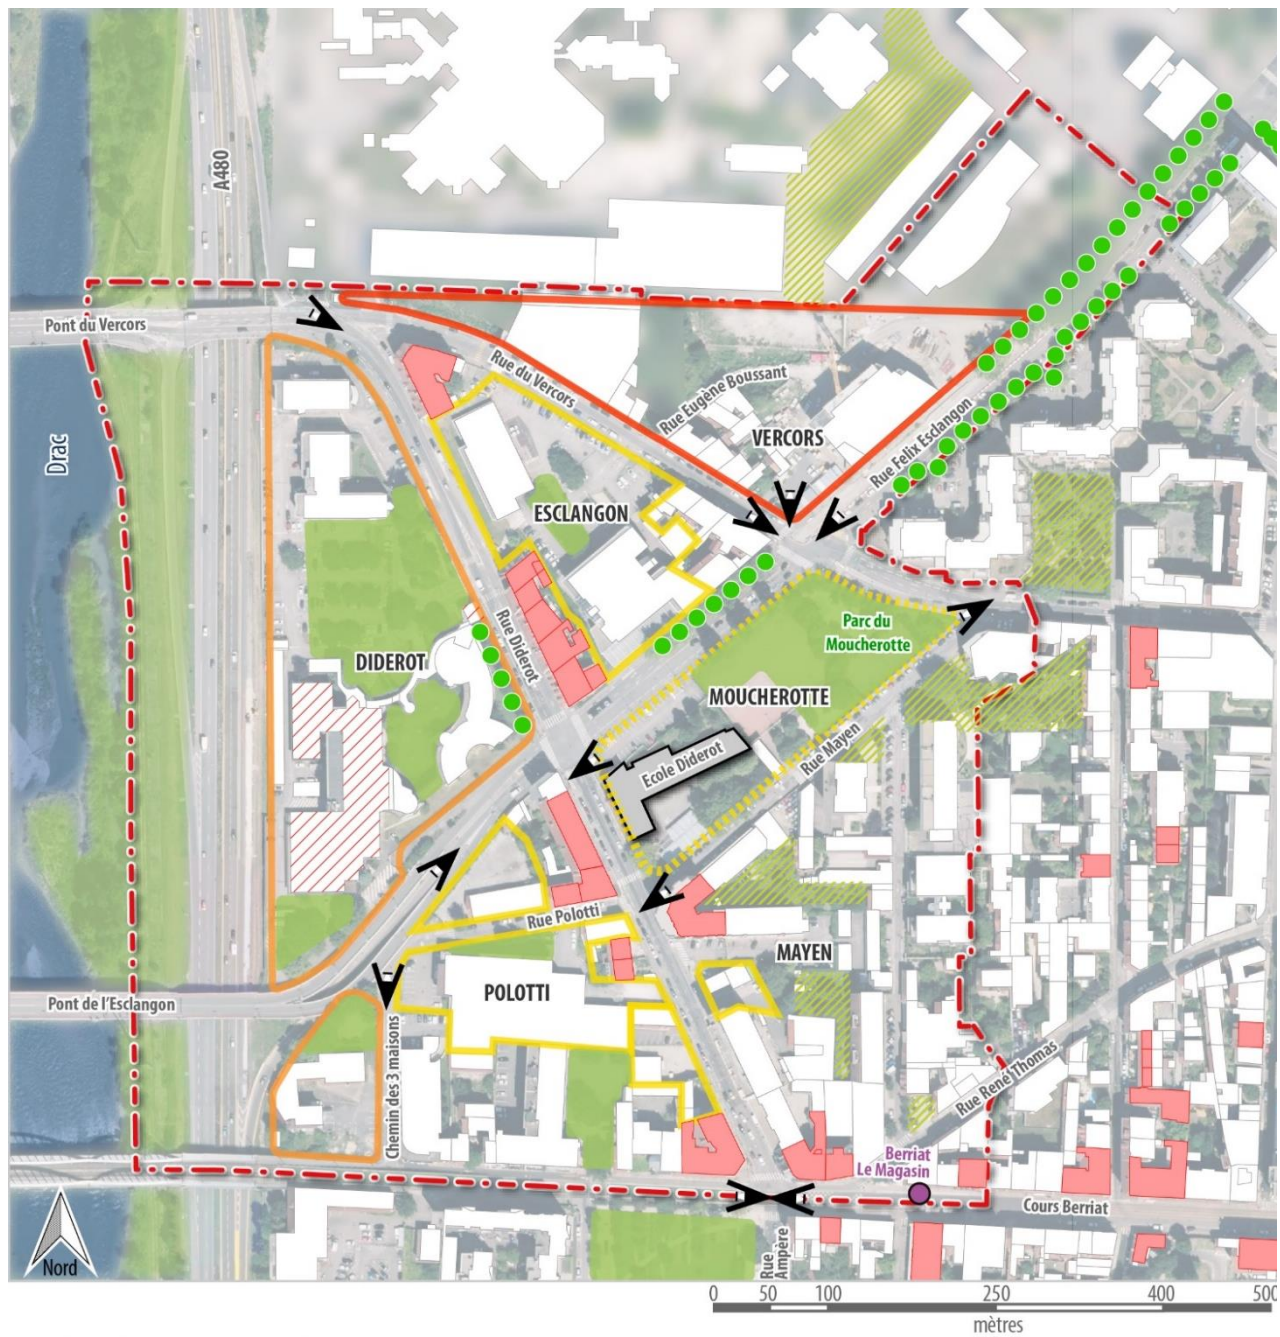 A480
Pont du Vercors
Rue du Vercors
Rue Eugène Boussant
VERCORS
Rue Felix Esclangon
Drac
ESCLANGON
Parc du
Moucherotte
DIDEROT
Rue Diderot
MOUCHEROTTE
Ecole Diderot
Rue Mayen
Rue Polotti
MAYEN
POLOTTI
Pont de l'Esclangon
Chemin des 3 maisons
Rue René Thomas
Berriat
Le Magasin
Cours Berriat
Rue
Ampère
Nord
0 50 100 250 400 500
mètres